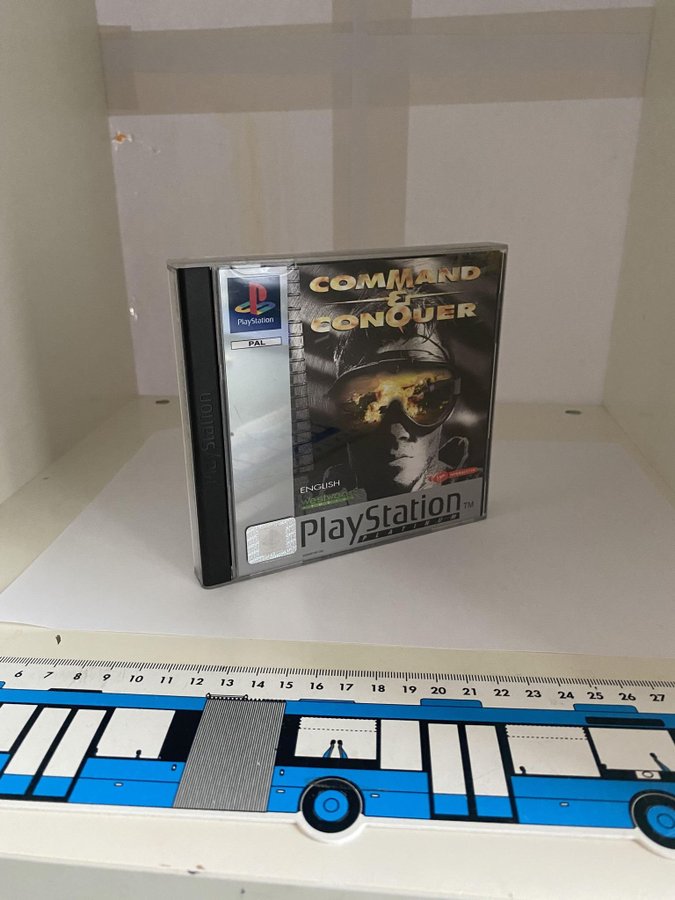 COMMAND
&
CONQUER
PlayStation
PAL
PlayStation
ENGLISH
Westwood
PlayStation™
PLATINUM
6 7 8 9 10 11 12 13 14 15 16 17 18 19 20 21 22 23 24 25 26 27